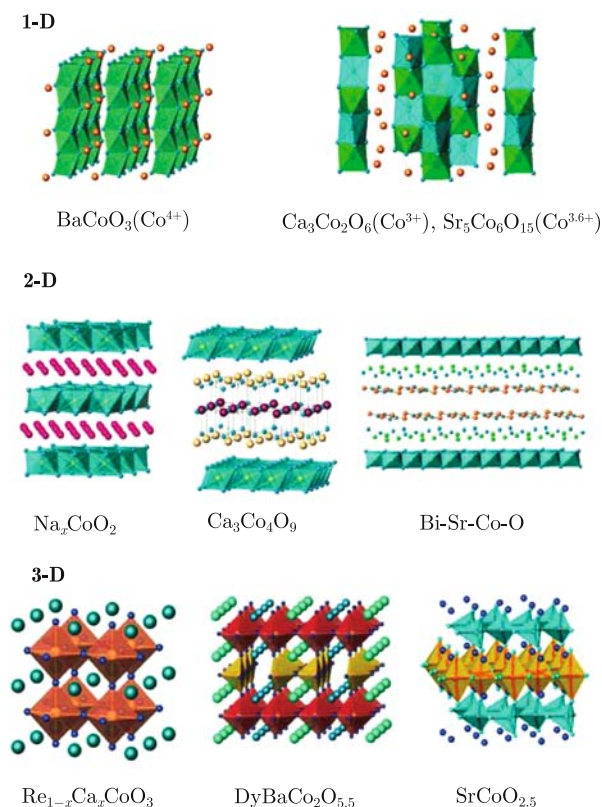 1-D
BaCoO₃(Co⁴⁺)
Ca₃Co₂O₆(Co³⁺), Sr₅Co₆O₁₅(Co³·⁶⁺)
2-D
NaₓCoO₂
Ca₃Co₄O₉
Bi-Sr-Co-O
3-D
Re₁₋ₓCaₓCoO₃
DyBaCo₂O₅.₅
SrCoO₂.₅